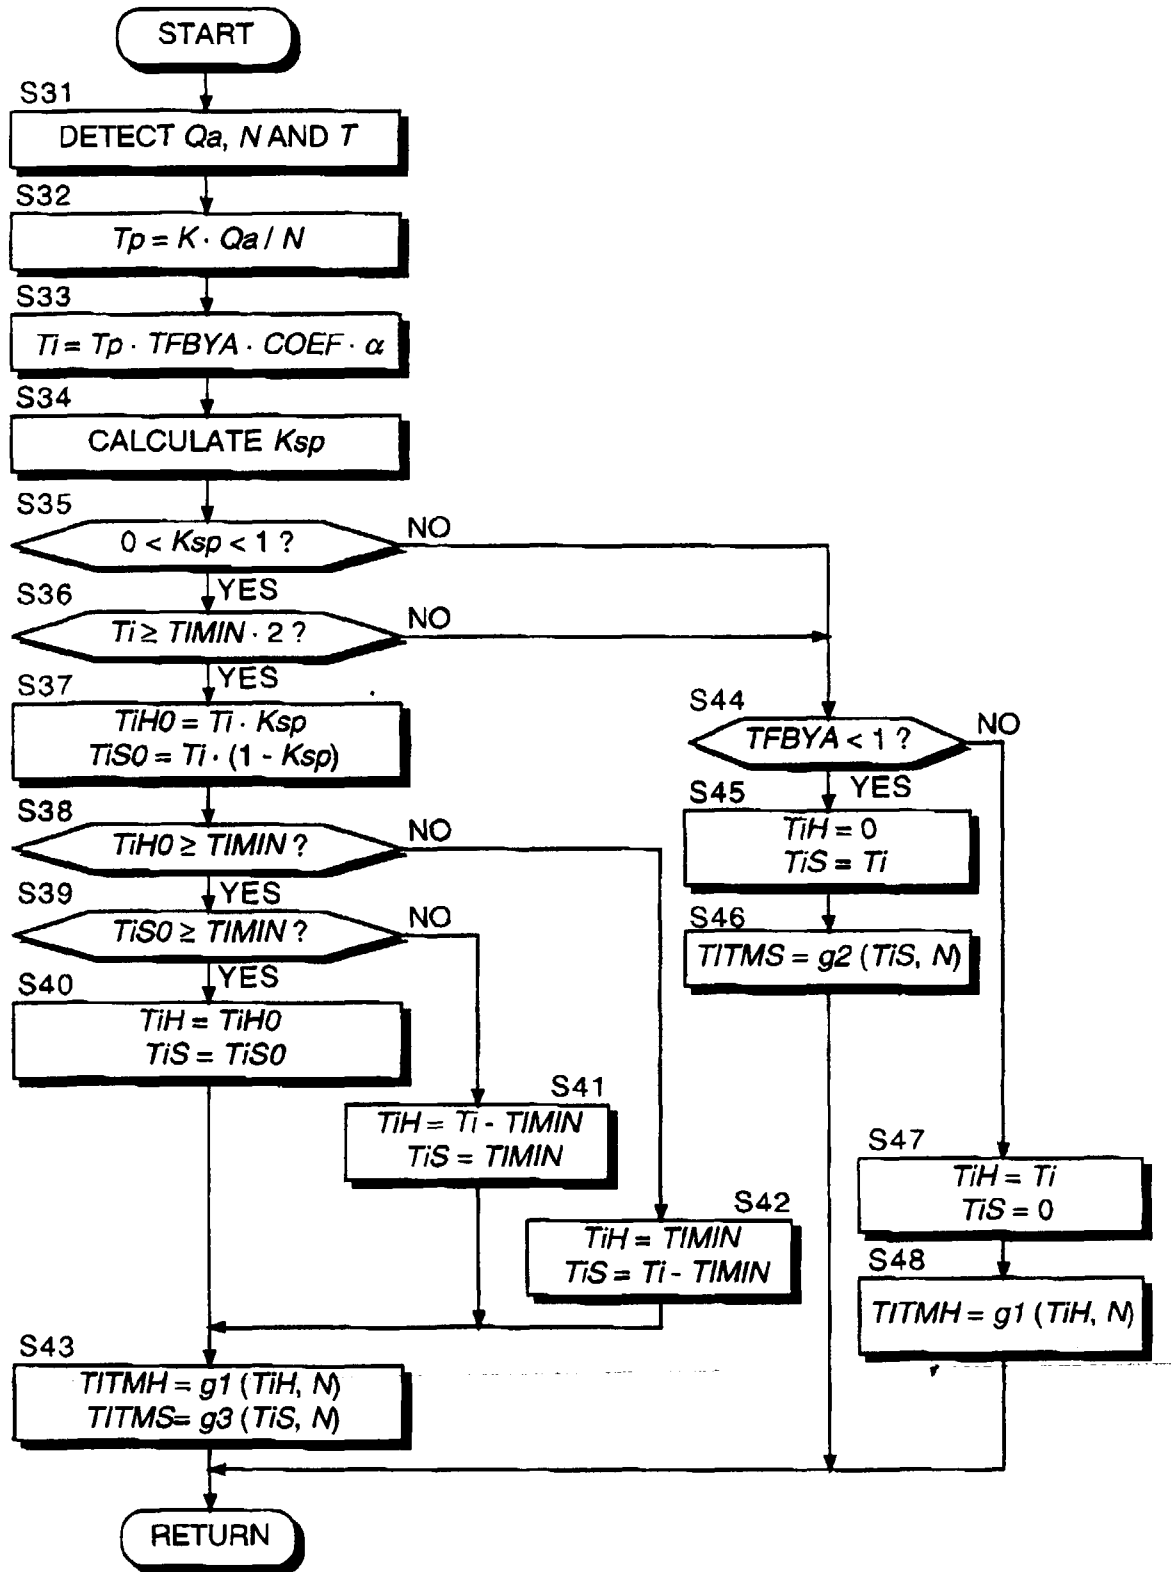 START
S31
DETECT Qa, N AND T
S32
Tp = K · Qa / N
S33
Ti = Tp · TFBYA · COEF · α
S34
CALCULATE Ksp
S35
0 < Ksp < 1 ?
NO
YES
S36
Ti ≥ TIMIN · 2 ?
NO
YES
S37
TiH0 = Ti · Ksp
TiS0 = Ti · (1 - Ksp)
S38
TiH0 ≥ TIMIN ?
NO
YES
S39
TiS0 ≥ TIMIN ?
NO
YES
S40
TiH = TiH0
TiS = TiS0
S41
TiH = Ti - TIMIN
TiS = TIMIN
S42
TiH = TIMIN
TiS = Ti - TIMIN
S43
TITMH = g1 (TiH, N)
TITMS= g3 (TiS, N)
S44
TFBYA < 1 ?
NO
YES
S45
TiH = 0
TiS = Ti
S46
TITMS = g2 (TiS, N)
S47
TiH = Ti
TiS = 0
S48
TITMH = g1 (TiH, N)
RETURN